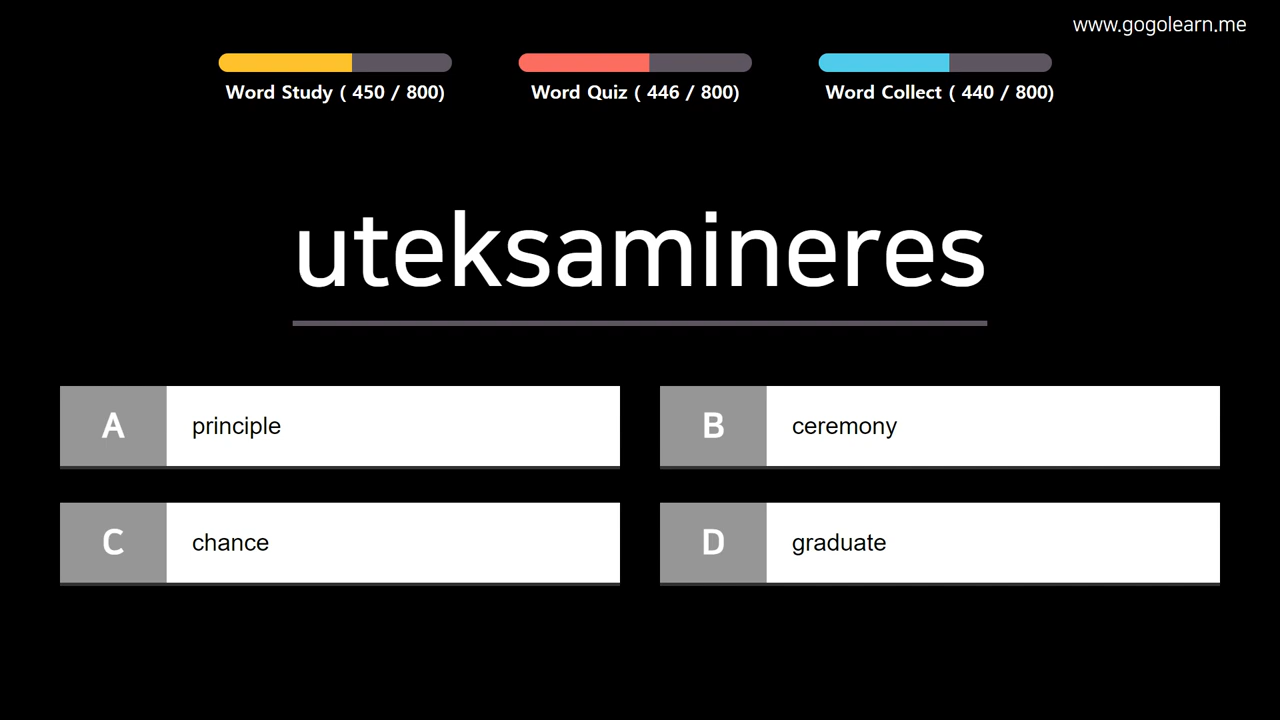 www.gogolearn.me
Word Study ( 450 / 800)
Word Quiz ( 446 / 800)
Word Collect ( 440 / 800)
uteksamineres
A principle
B ceremony
C chance
D graduate